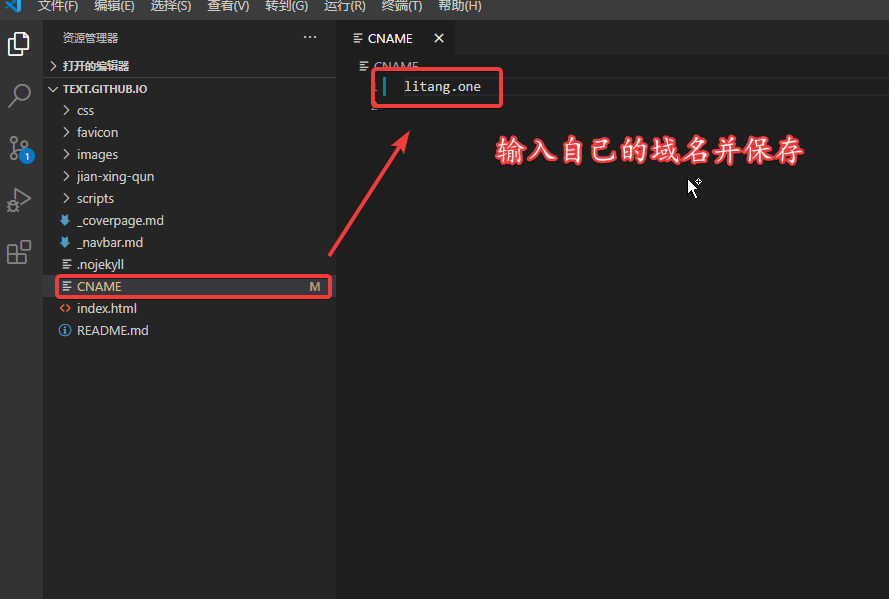 文件(F) 编辑(E) 选择(S) 查看(V) 转到(G) 运行(R) 终端(T) 帮助(H)
资源管理器
CNAME
打开的编辑器
CNAME
TEXT.GITHUB.IO
litang.one
css
2
favicon
输入自己的域名并保存
images
1
jian-xing-qun
scripts
_coverpage.md
_navbar.md
.nojekyll
CNAME M
index.html
README.md